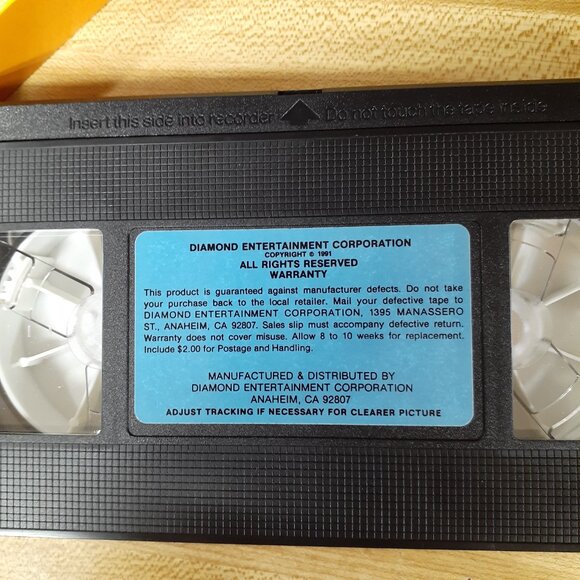 Insert this side into recorder Do not touch the tape inside
DIAMOND ENTERTAINMENT CORPORATION
COPYRIGHT © 1991
ALL RIGHTS RESERVED
WARRANTY
This product is guaranteed against manufacturer defects. Do not take
your purchase back to the local retailer. Mail your defective tape to
DIAMOND ENTERTAINMENT CORPORATION, 1395 MANASSERO
ST., ANAHEIM, CA 92807. Sales slip must accompany defective return.
Warranty does not cover misuse. Allow 8 to 10 weeks for replacement.
Include $2.00 for Postage and Handling.
MANUFACTURED & DISTRIBUTED BY
DIAMOND ENTERTAINMENT CORPORATION
ANAHEIM, CA 92807
ADJUST TRACKING IF NECESSARY FOR CLEARER PICTURE